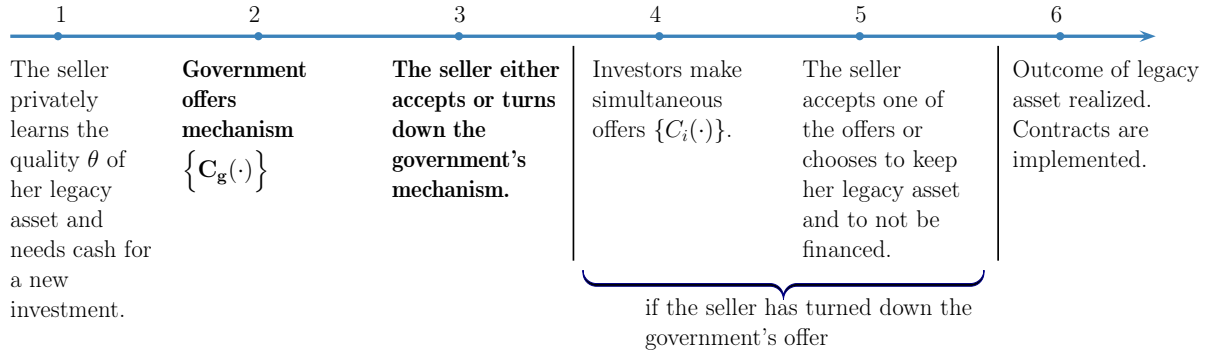 1
2
3
4
5
6
The seller
privately
learns the
quality θ of
her legacy
asset and
needs cash for
a new
investment.
Government
offers
mechanism
{C_g(·)}
The seller either
accepts or turns
down the
government's
mechanism.
Investors make
simultaneous
offers {C_i(·)}.
The seller
accepts one of
the offers or
chooses to keep
her legacy asset
and to not be
financed.
Outcome of legacy
asset realized.
Contracts are
implemented.
if the seller has turned down the
government's offer